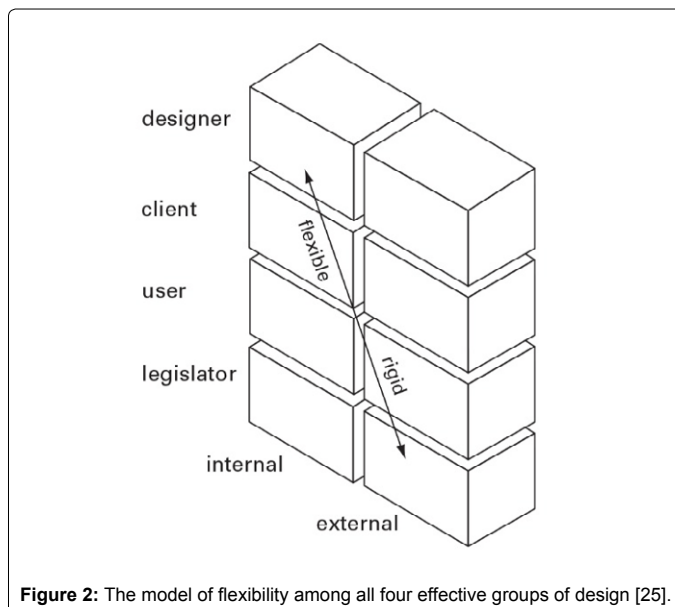 designer
client
flexible
user
rigid
legislator
internal
external
Figure 2: The model of flexibility among all four effective groups of design [25].